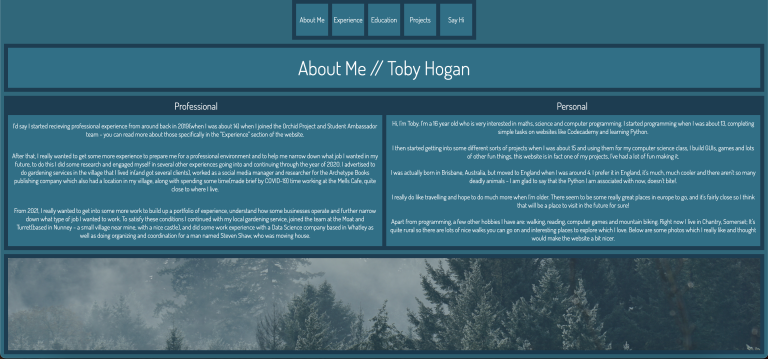 About Me
Experience
Education
Projects
Say Hi
About Me // Toby Hogan
Professional
I'd say I started recieving professional experience from around back in 2019(when I was about 14) when I joined the Orchid Project and Student Ambassador
team - you can read more about those specifically in the "Experience" section of the website.
After that, I really wanted to get some more experience to prepare me for a professional environment and to help me narrow down what job I wanted in my
future, to do this I did some research and engaged myself in several other experiences going into and continuing through the year of 2020. I advertised to
do gardening services in the village that I lived in(and got several clients), worked as a social media manager and researcher for the Archetype Books
publishing company which also had a location in my village, along with spending some time(made brief by COVID-19) time working at the Mells Cafe, quite
close to where I live.
From 2021, I really wanted to get into some more work to build up a portfolio of experience, understand how some businesses operate and further narrow
down what type of job I wanted to work. To satisfy these conditions I continued with my local gardening service, joined the team at the Moat and
Turret(based in Nunney - a small village near mine, with a nice castle), and did some work experience with a Data Science company based in Whatley as
well as doing organizing and coordination for a man named Steven Shaw, who was moving house.
Personal
Hi, I'm Toby. I'm a 16 year old who is very interested in maths, science and computer programming. I started programming when I was about 13, completing
simple tasks on websites like Codecademy and learning Python.
I then started getting into some different sorts of projects when I was about 15 and using them for my computer science class, I build GUIs, games and lots
of other fun things, this website is in fact one of my projects, I've had a lot of fun making it.
I was actually born in Brisbane, Australia, but moved to England when I was around 4. I prefer it in England, it's much, much cooler and there aren't so many
deadly animals - I am glad to say that the Python I am associated with now, doesn't bite!.
I really do like travelling and hope to do much more when I'm older. There seem to be some really great places in europe to go, and it's fairly close so I think
that will be a place to visit in the future for sure!
Apart from programming, a few other hobbies I have are: walking, reading, computer games and mountain biking. Right now I live in Chantry, Somerset; It's
quite rural so there are lots of nice walks you can go on and interesting places to explore which I love. Below are some photos which I really like and thought
would make the website a bit nicer.